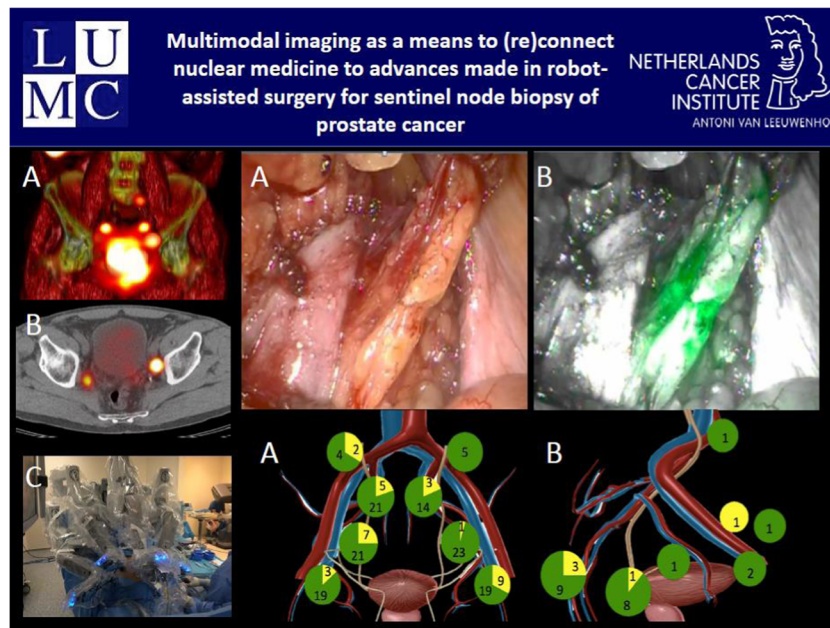 L U
M C
Multimodal imaging as a means to (re)connect
nuclear medicine to advances made in robot-
assisted surgery for sentinel node biopsy of
prostate cancer
NETHERLANDS
CANCER
INSTITUTE
ANTONI VAN LEEUWENHO
A
B
C
A
B
A
4 2
5
5
21
3
14
7
21
1
23
3
19
9
19
B
1
1
1
3
9
1
8
1
2